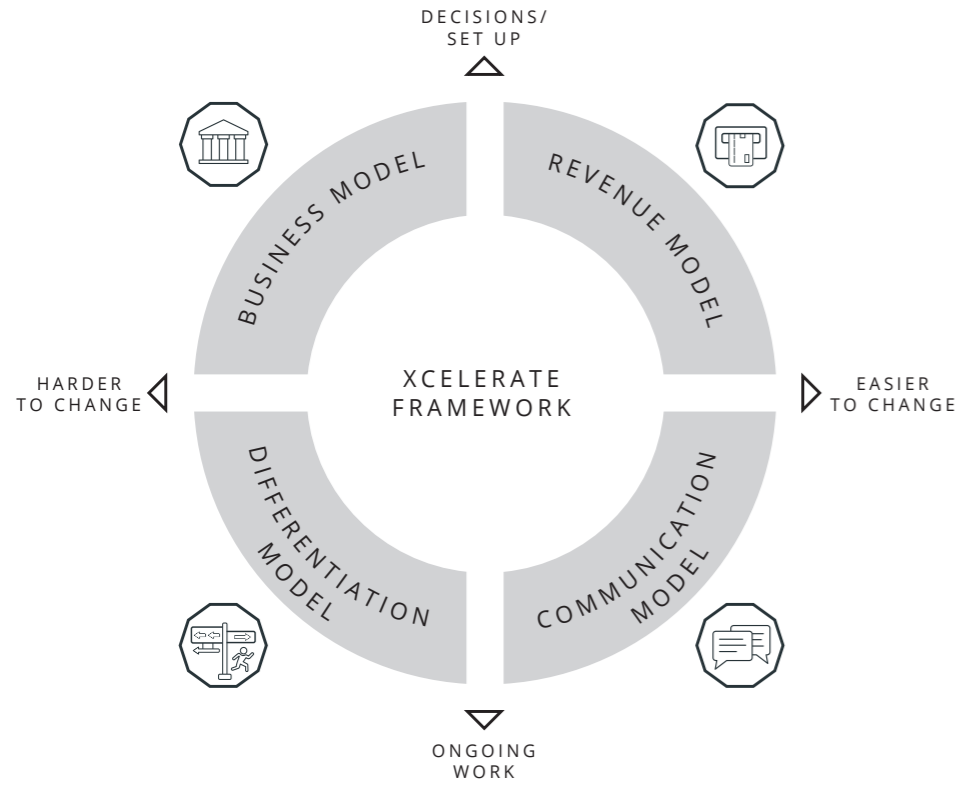 DECISIONS/
SET UP
BUSINESS MODEL
REVENUE MODEL
HARDER
TO CHANGE
XCELERATE
FRAMEWORK
EASIER
TO CHANGE
DIFFERENTIATION
MODEL
COMMUNICATION
MODEL
ONGOING
WORK